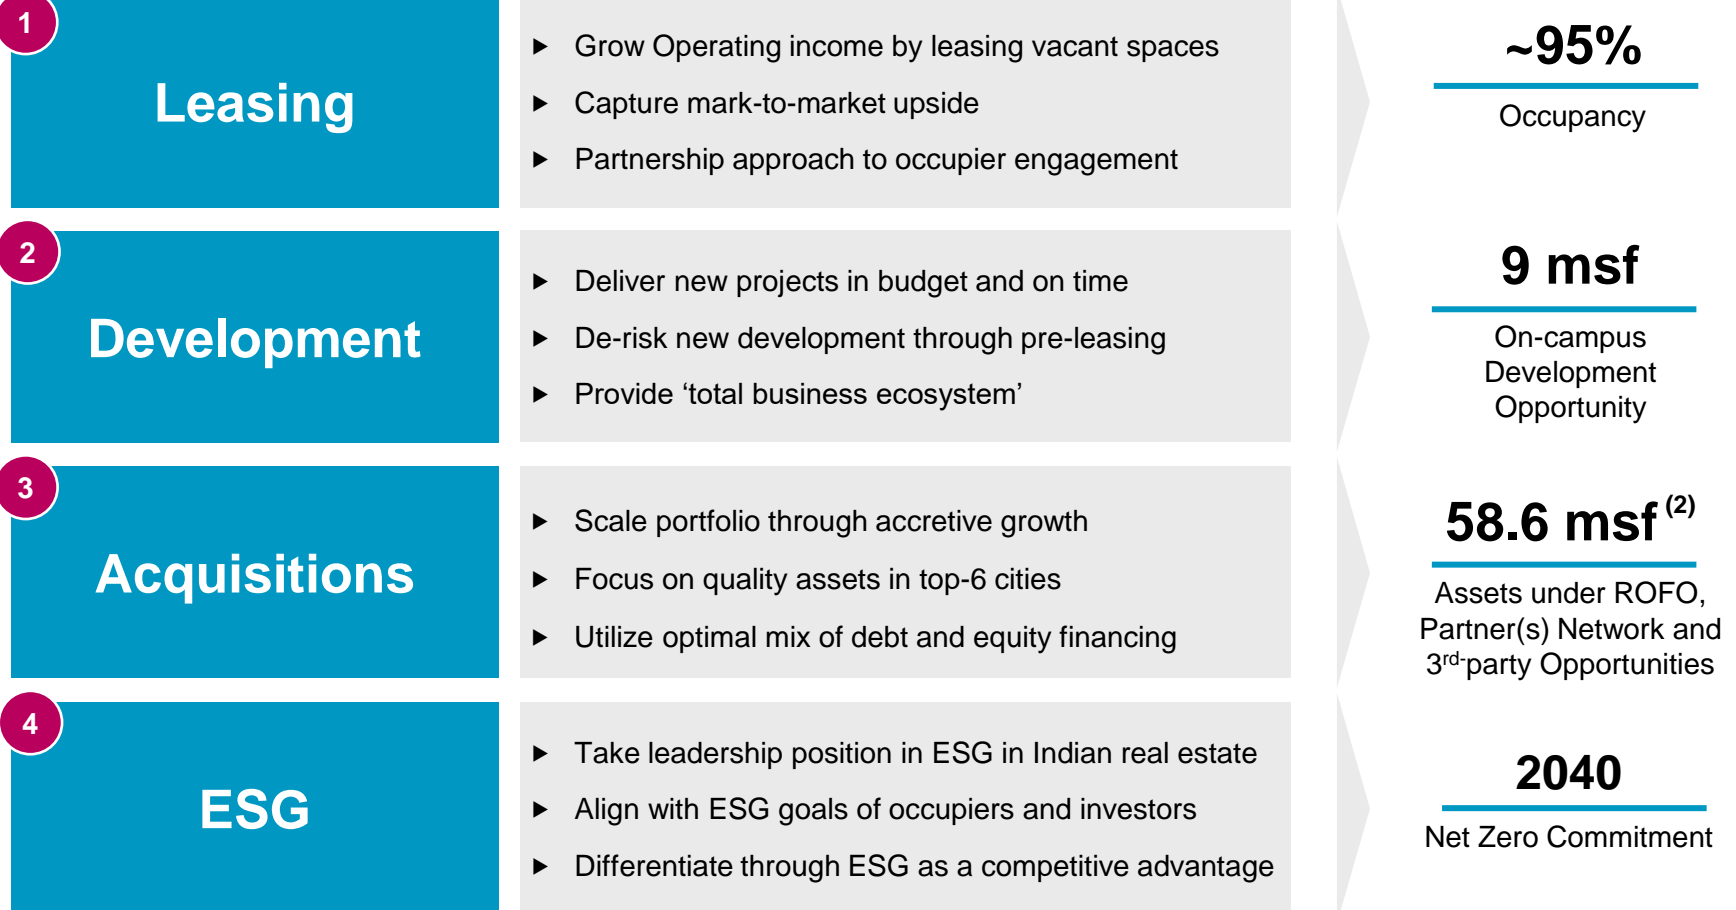 1
Leasing
► Grow Operating income by leasing vacant spaces
► Capture mark-to-market upside
► Partnership approach to occupier engagement
~95%
Occupancy
2
Development
► Deliver new projects in budget and on time
► De-risk new development through pre-leasing
► Provide ‘total business ecosystem’
9 msf
On-campus
Development
Opportunity
3
Acquisitions
► Scale portfolio through accretive growth
► Focus on quality assets in top-6 cities
► Utilize optimal mix of debt and equity financing
58.6 msf (2)
Assets under ROFO,
Partner(s) Network and
3rd-party Opportunities
4
ESG
► Take leadership position in ESG in Indian real estate
► Align with ESG goals of occupiers and investors
► Differentiate through ESG as a competitive advantage
2040
Net Zero Commitment